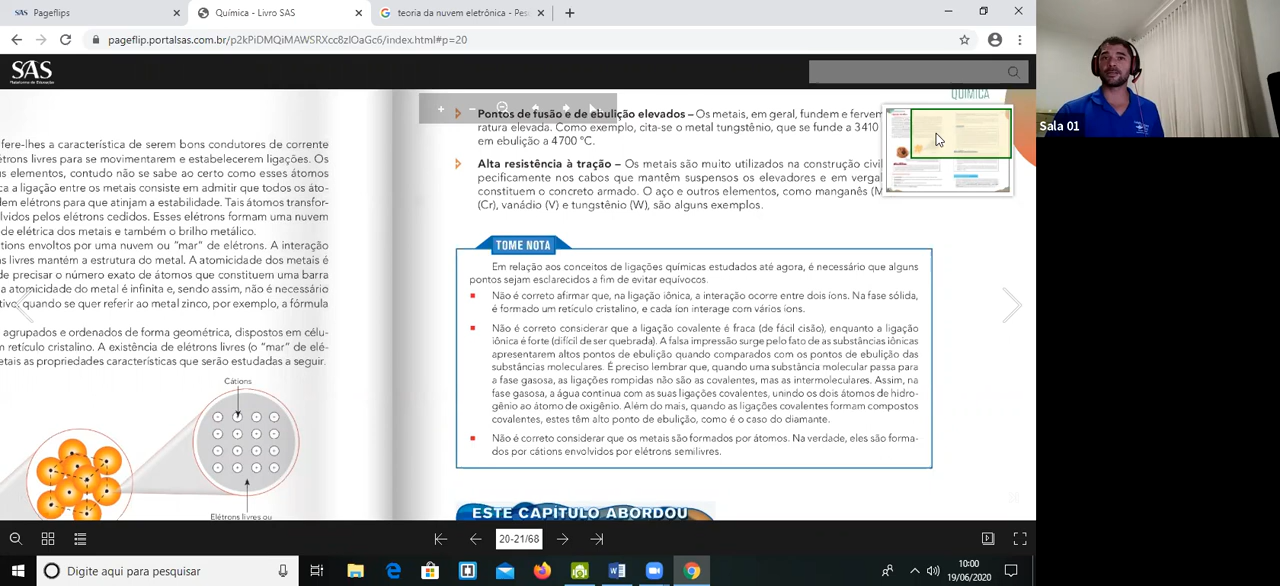 Pageflips
Química - Livro SAS
teoria da nuvem eletrônica - Pes
pageflip.portalsas.com.br/p2kPiDMQiMAWSRXcc8zlOaGc6/index.html#p=20
SAS
Plataforma de Educação
QUÍMICA
Sala 01
fere-lhes a característica de serem bons condutores de corrente
étrons livres para se movimentarem e estabelecerem ligações. Os
us elementos, contudo não se sabe ao certo como esses átomos
ca a ligação entre os metais consiste em admitir que todos os áto-
dem elétrons para que atinjam a estabilidade. Tais átomos transfor-
olvidos pelos elétrons cedidos. Esses elétrons formam uma nuvem
de elétrica dos metais e também o brilho metálico.
tions envoltos por uma nuvem ou “mar” de elétrons. A interação
s livres mantém a estrutura do metal. A atomicidade dos metais é
de precisar o número exato de átomos que constituem uma barra
a atomicidade do metal é infinita e, sendo assim, não é necessário
tivo, quando se quer referir ao metal zinco, por exemplo, a fórmula
agrupados e ordenados de forma geométrica, dispostos em célu-
m retículo cristalino. A existência de elétrons livres (o “mar” de elé-
etais as propriedades características que serão estudadas a seguir.
Cátions
Elétrons livres ou
Pontos de fusão e de ebulição elevados – Os metais, em geral, fundem e fervem
ratura elevada. Como exemplo, cita-se o metal tungstênio, que se funde a 3410
em ebulição a 4700 °C.
Alta resistência à tração – Os metais são muito utilizados na construção civil
pecificamente nos cabos que mantêm suspensos os elevadores e em verga
constituem o concreto armado. O aço e outros elementos, como manganês (M
(Cr), vanádio (V) e tungstênio (W), são alguns exemplos.
TOME NOTA
Em relação aos conceitos de ligações químicas estudados até agora, é necessário que alguns
pontos sejam esclarecidos a fim de evitar equívocos.
Não é correto afirmar que, na ligação iônica, a interação ocorre entre dois íons. Na fase sólida,
é formado um retículo cristalino, e cada íon interage com vários íons.
Não é correto considerar que a ligação covalente é fraca (de fácil cisão), enquanto a ligação
iônica é forte (difícil de ser quebrada). A falsa impressão surge pelo fato de as substâncias iônicas
apresentarem altos pontos de ebulição quando comparados com os pontos de ebulição das
substâncias moleculares. É preciso lembrar que, quando uma substância molecular passa para
a fase gasosa, as ligações rompidas não são as covalentes, mas as intermoleculares. Assim, na
fase gasosa, a água continua com as suas ligações covalentes, unindo os dois átomos de hidro-
gênio ao átomo de oxigênio. Além do mais, quando as ligações covalentes formam compostos
covalentes, estes têm alto ponto de ebulição, como é o caso do diamante.
Não é correto considerar que os metais são formados por átomos. Na verdade, eles são forma-
dos por cátions envolvidos por elétrons semilivres.
ESTE CAPÍTULO ABORDOU
20-21/68
Digite aqui para pesquisar
10:00
19/06/2020